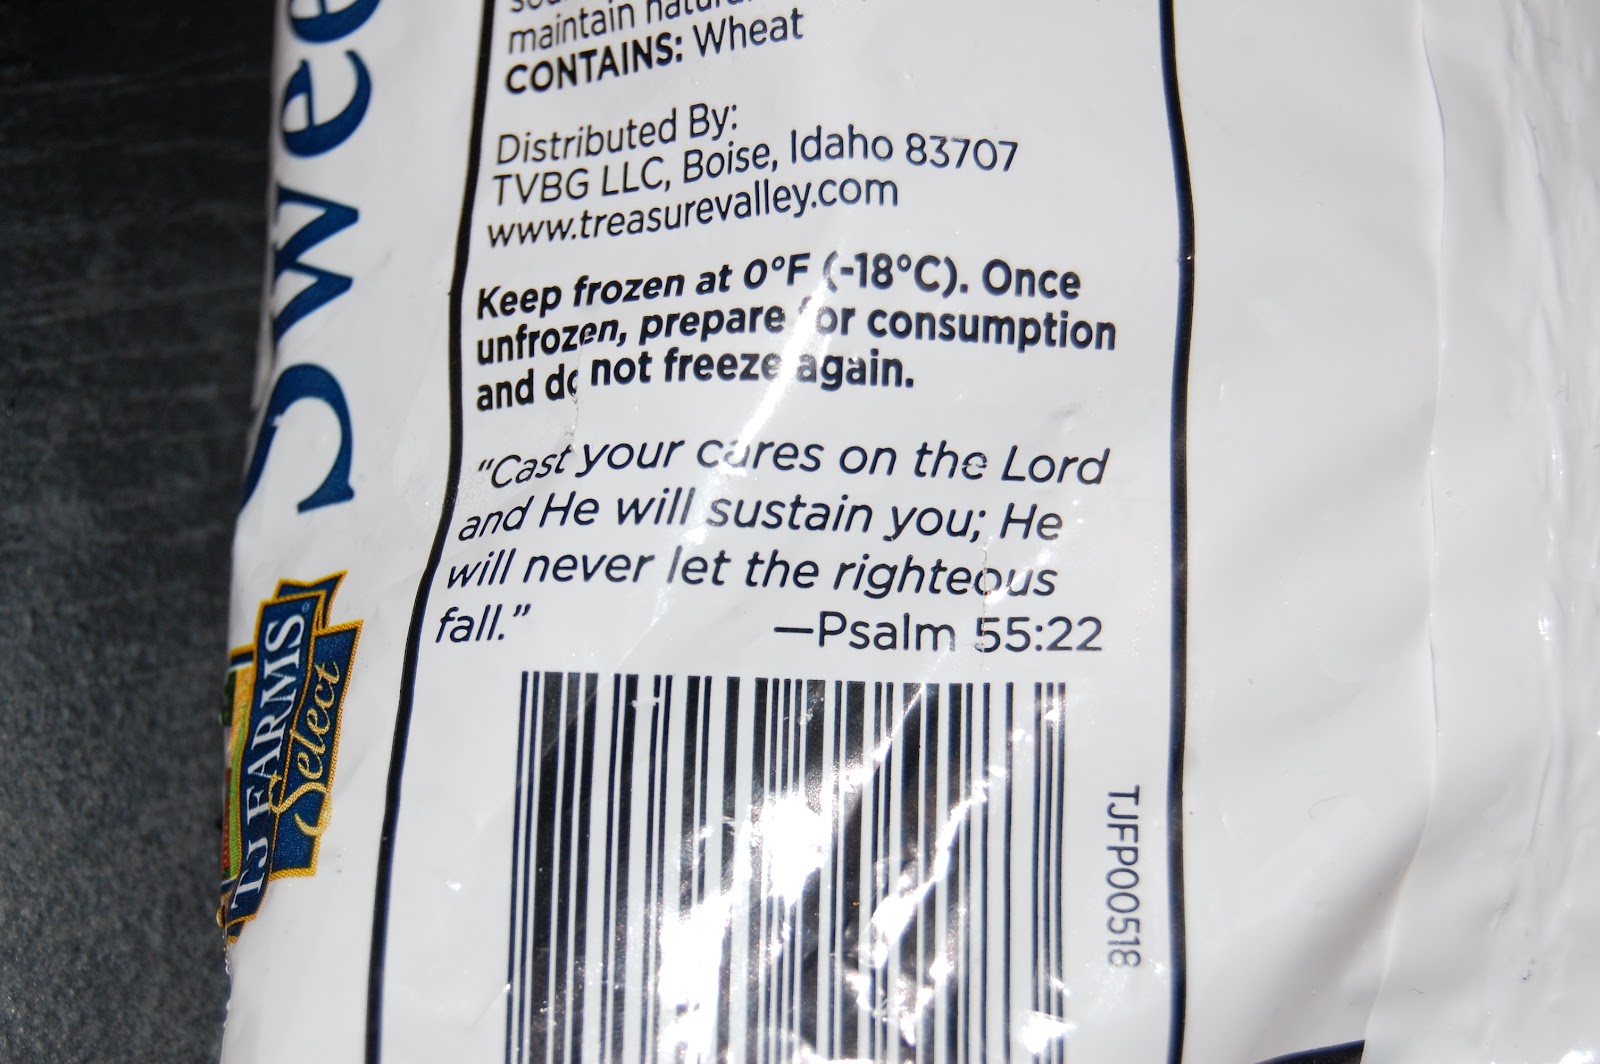 maintain
CONTAINS: Wheat
Distributed By:
TVBG LLC, Boise, Idaho 83707
www.treasurevalley.com
Keep frozen at 0°F (-18°C). Once
unfrozen, prepare for consumption
and do not freeze again.
“Cast your cares on the Lord
and He will sustain you; He
will never let the righteous
fall.”
—Psalm 55:22
TJFP00518
TJ FARMS
Select